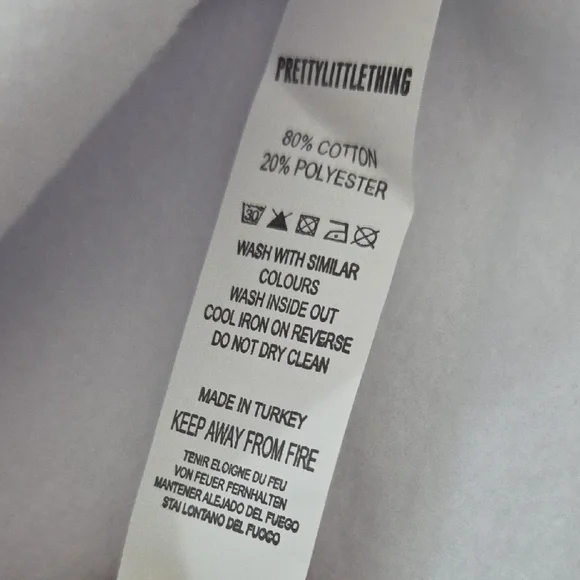 PRETTYLITTLETHING
80% COTTON
20% POLYESTER
30
WASH WITH SIMILAR
COLOURS
WASH INSIDE OUT
COOL IRON ON REVERSE
DO NOT DRY CLEAN
MADE IN TURKEY
KEEP AWAY FROM FIRE
TENIR ELOIGNE DU FEU
VON FEUER FERNHALTEN
MANTENER ALEJADO DEL FUEGO
STAI LONTANO DEL FUOCO